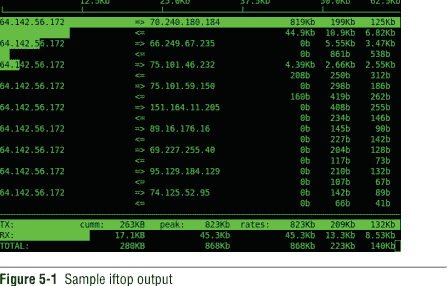 12.5Kb 25.0Kb 37.5Kb 50.0Kb 62.5Kb
64.142.56.172 => 70.240.180.184 819Kb 199Kb 125Kb
<= 44.9Kb 10.9Kb 6.82Kb
64.142.56.172 => 66.249.67.235 0b 5.55Kb 3.47Kb
<= 0b 861b 538b
64.142.56.172 => 75.101.46.232 4.39Kb 2.66Kb 2.55Kb
<= 208b 250b 312b
64.142.56.172 => 75.101.59.150 0b 298b 186b
<= 160b 419b 262b
64.142.56.172 => 151.164.11.205 0b 408b 255b
<= 0b 234b 146b
64.142.56.172 => 89.16.176.16 0b 145b 90b
<= 0b 227b 142b
64.142.56.172 => 69.227.255.40 0b 204b 128b
<= 0b 117b 73b
64.142.56.172 => 95.129.184.129 0b 210b 132b
<= 0b 107b 67b
64.142.56.172 => 74.125.52.95 0b 142b 89b
<= 0b 66b 41b
TX: cumm: 263KB peak: 823Kb rates: 823Kb 209Kb 132Kb
RX: 17.1KB 45.3Kb 45.3Kb 13.3Kb 8.53Kb
TOTAL: 280KB 868Kb 868Kb 223Kb 140Kb
Figure 5-1 Sample iftop output